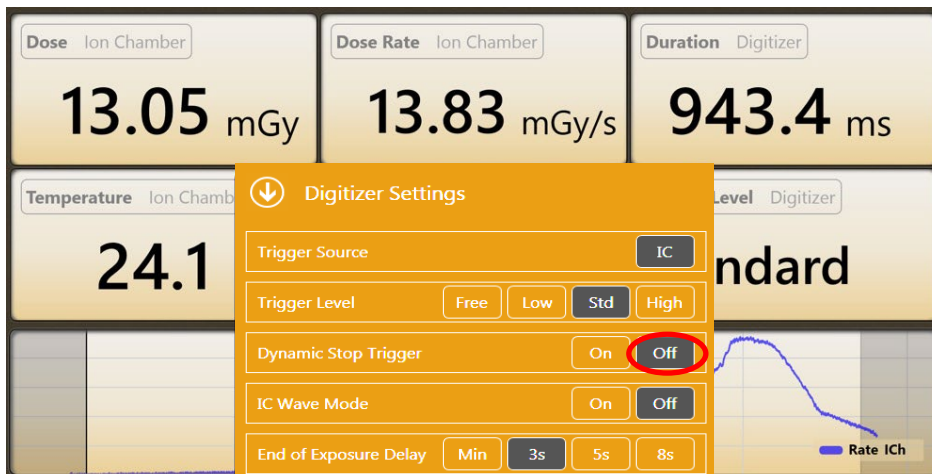 Dose Ion Chamber
Dose Rate Ion Chamber
Duration Digitizer
13.05 mGy
13.83 mGy/s
943.4 ms
Temperature Ion Chamb
Level Digitizer
24.1
ndard
Digitizer Settings
Trigger Source IC
Trigger Level Free Low Std High
Dynamic Stop Trigger On Off
IC Wave Mode On Off
End of Exposure Delay Min 3s 5s 8s
Rate ICh